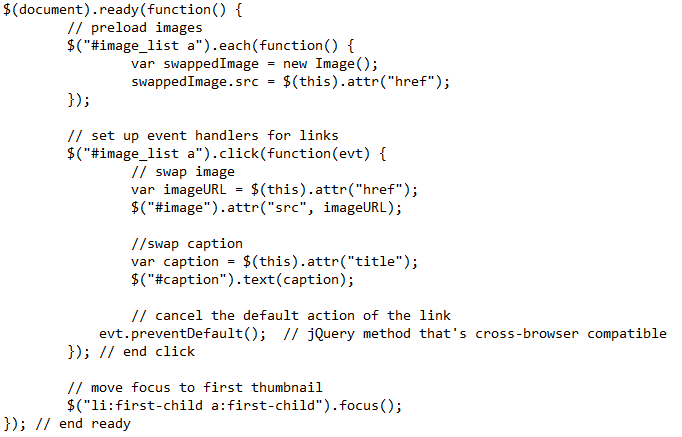 $(document).ready(function() {
// preload images
$("#image_list a").each(function() {
var swappedImage = new Image();
swappedImage.src = $(this).attr("href");
});
// set up event handlers for links
$("#image_list a").click(function(evt) {
// swap image
var imageURL = $(this).attr("href");
$("#image").attr("src", imageURL);
//swap caption
var caption = $(this).attr("title");
$("#caption").text(caption);
// cancel the default action of the link
evt.preventDefault();  // jQuery method that's cross-browser compatible
}); // end click
// move focus to first thumbnail
$("li:first-child a:first-child").focus();
}); // end ready